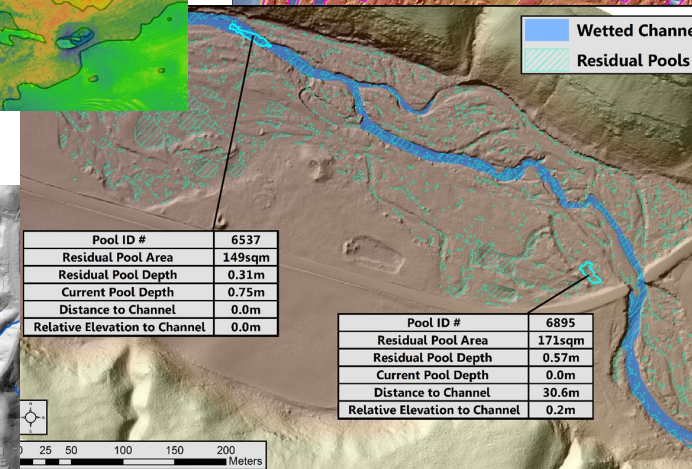 Wetted Channe
Residual Pools
Pool ID # 6537
Residual Pool Area 149sqm
Residual Pool Depth 0.31m
Current Pool Depth 0.75m
Distance to Channel 0.0m
Relative Elevation to Channel 0.0m
Pool ID # 6895
Residual Pool Area 171sqm
Residual Pool Depth 0.57m
Current Pool Depth 0.0m
Distance to Channel 30.6m
Relative Elevation to Channel 0.2m
N
0 25 50 100 150 200
Meters